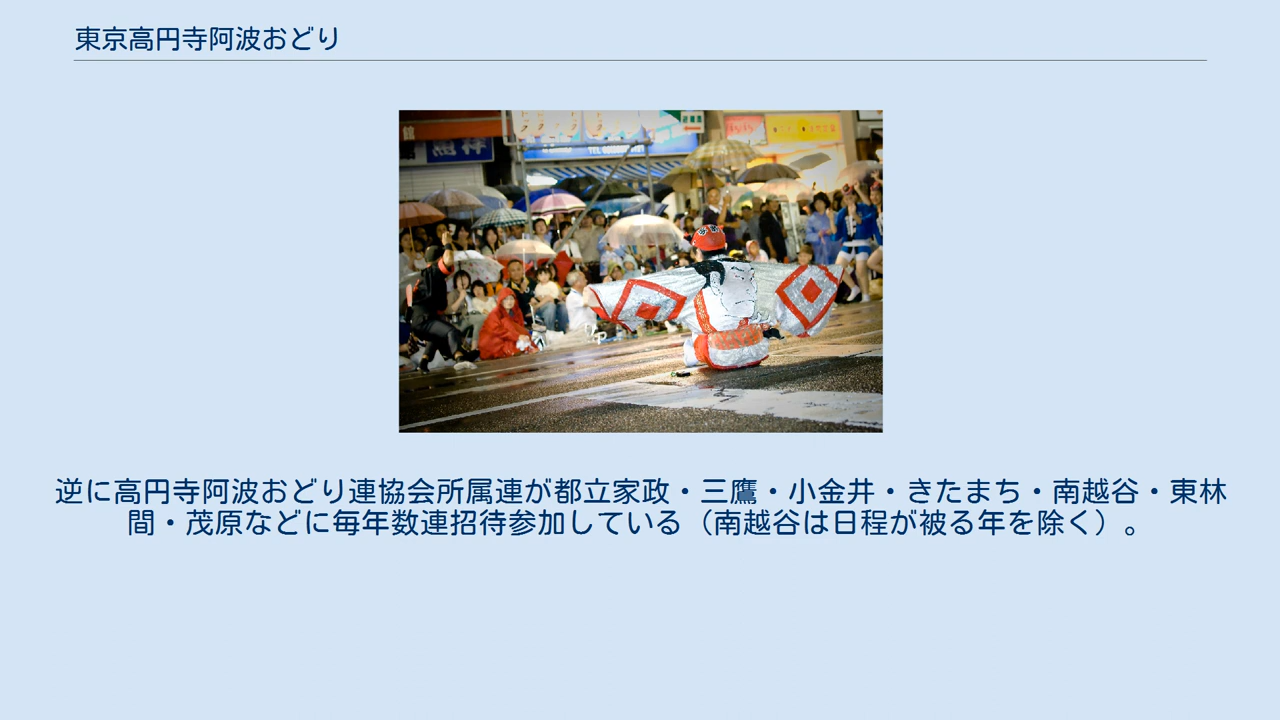 東京高円寺阿波おどり
逆に高円寺阿波おどり連協会所属連が都立家政・三鷹・小金井・きたまち・南越谷・東林
間・茂原などに毎年数連招待参加している（南越谷は日程が被る年を除く）。